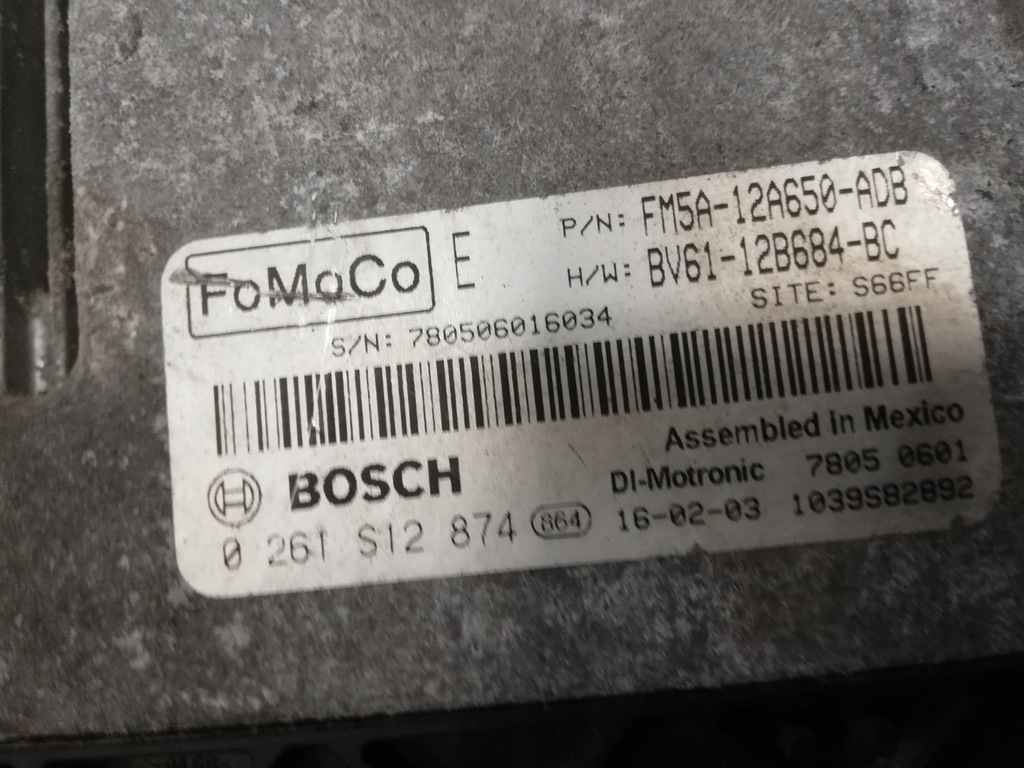 FoMoCo E
P/N: FM5A-12A650-ADB
H/W: BV61-12B684-BC
SITE: S66FF
S/N: 780506016034
Assembled in Mexico
BOSCH
DI-Motronic 7805 0601
0 261 S12 874 864 16-02-03 1039S82892